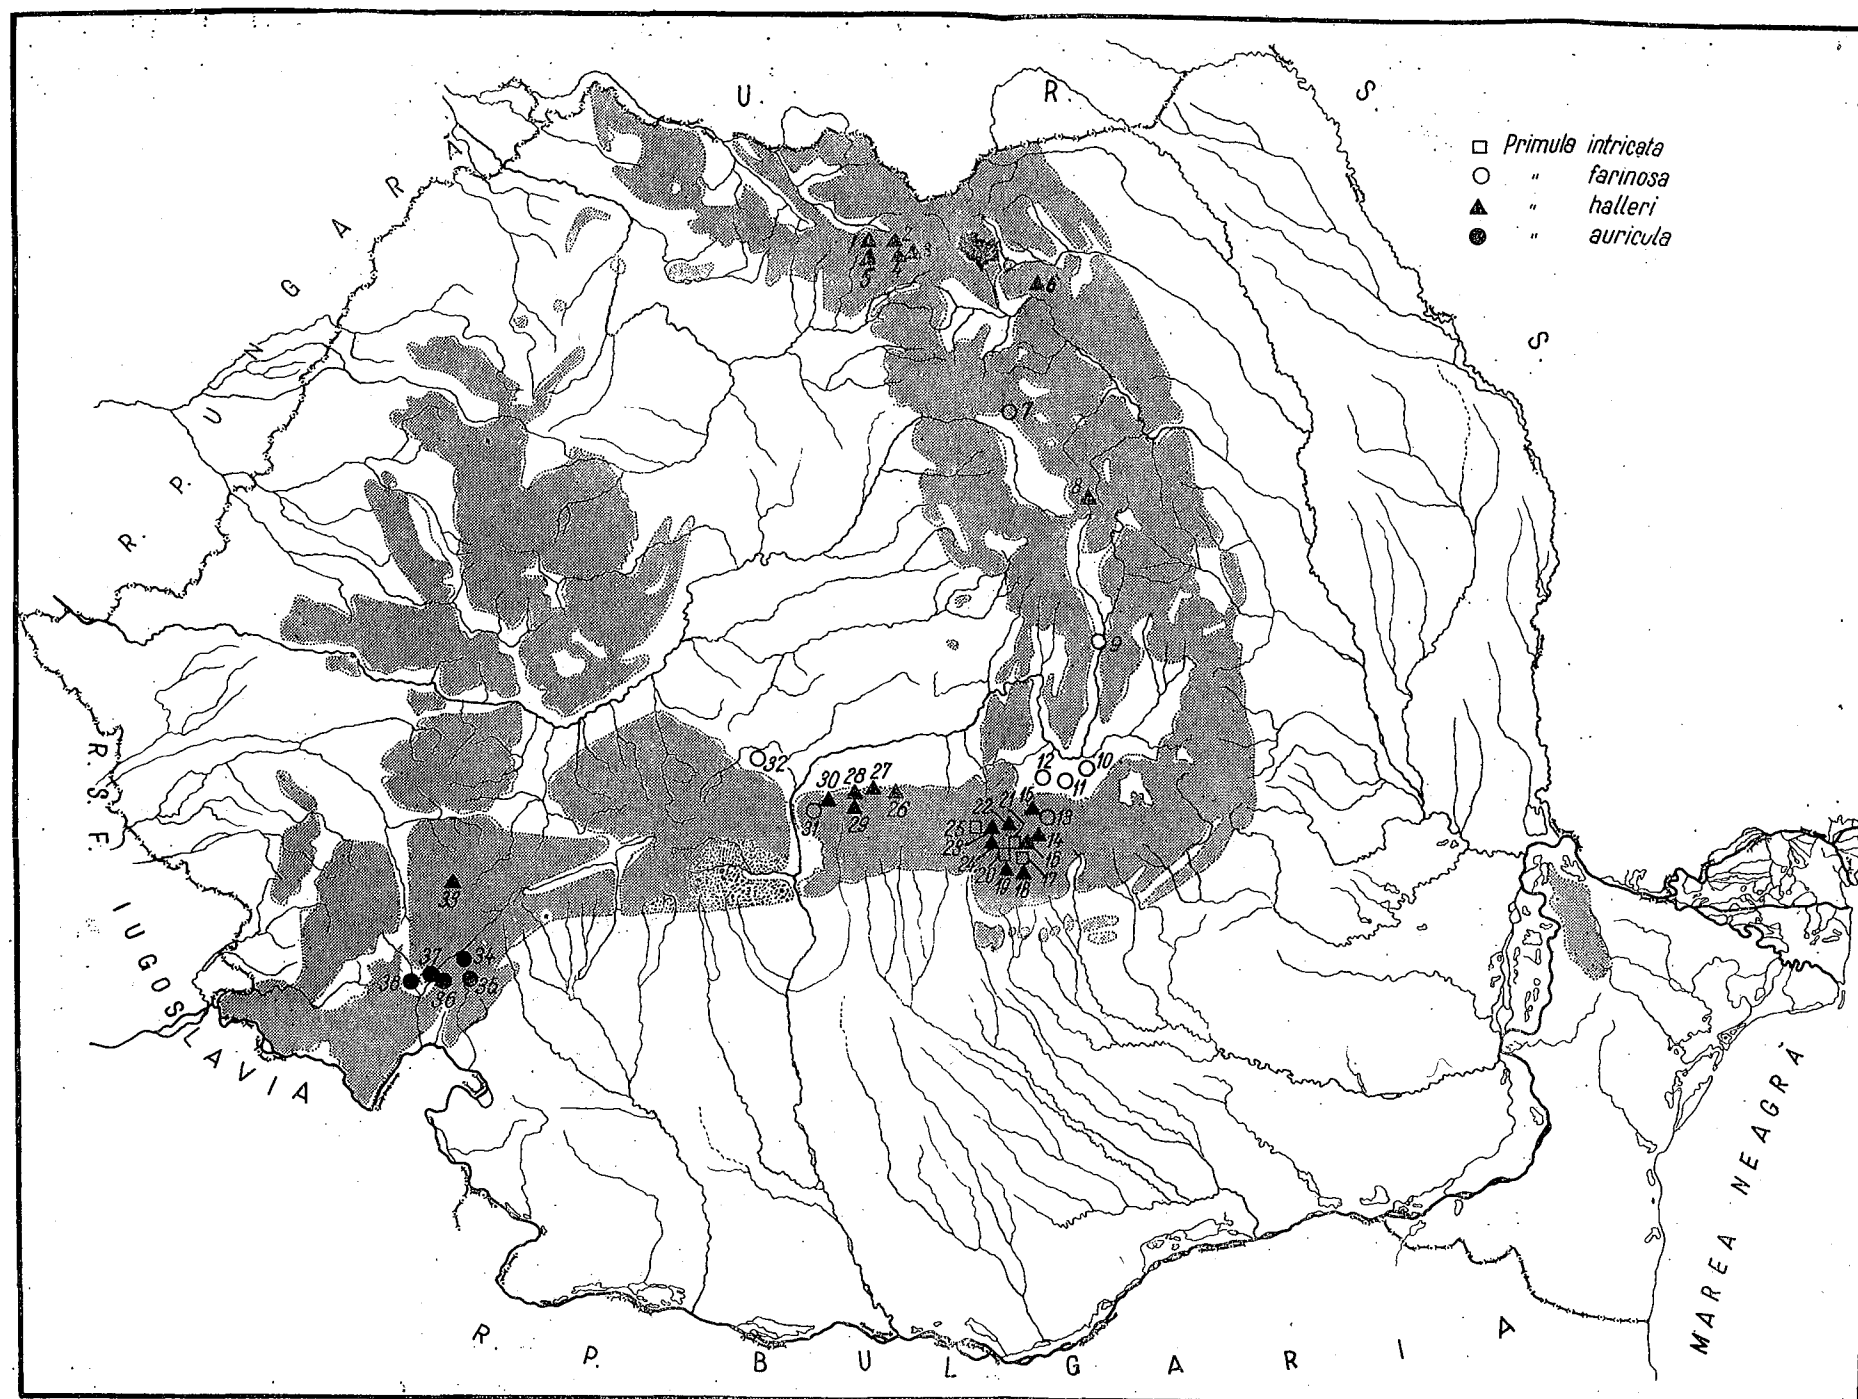 U. R. S. S.
R. P. UNGARĂ
□ Primula intricata
○ " farinosa
▲ " halleri
● " auricula
1 2
5 4 3
6
7
8
9
32
12 10
11
30 28 27
31 29 26
22 21 15 13
25 14
23 16
24
20 19 18 17
33
37 34
38 36 35
R. S. F. IUGOSLAVIA
MAREA NEAGRĂ
R. P. BULGARIA